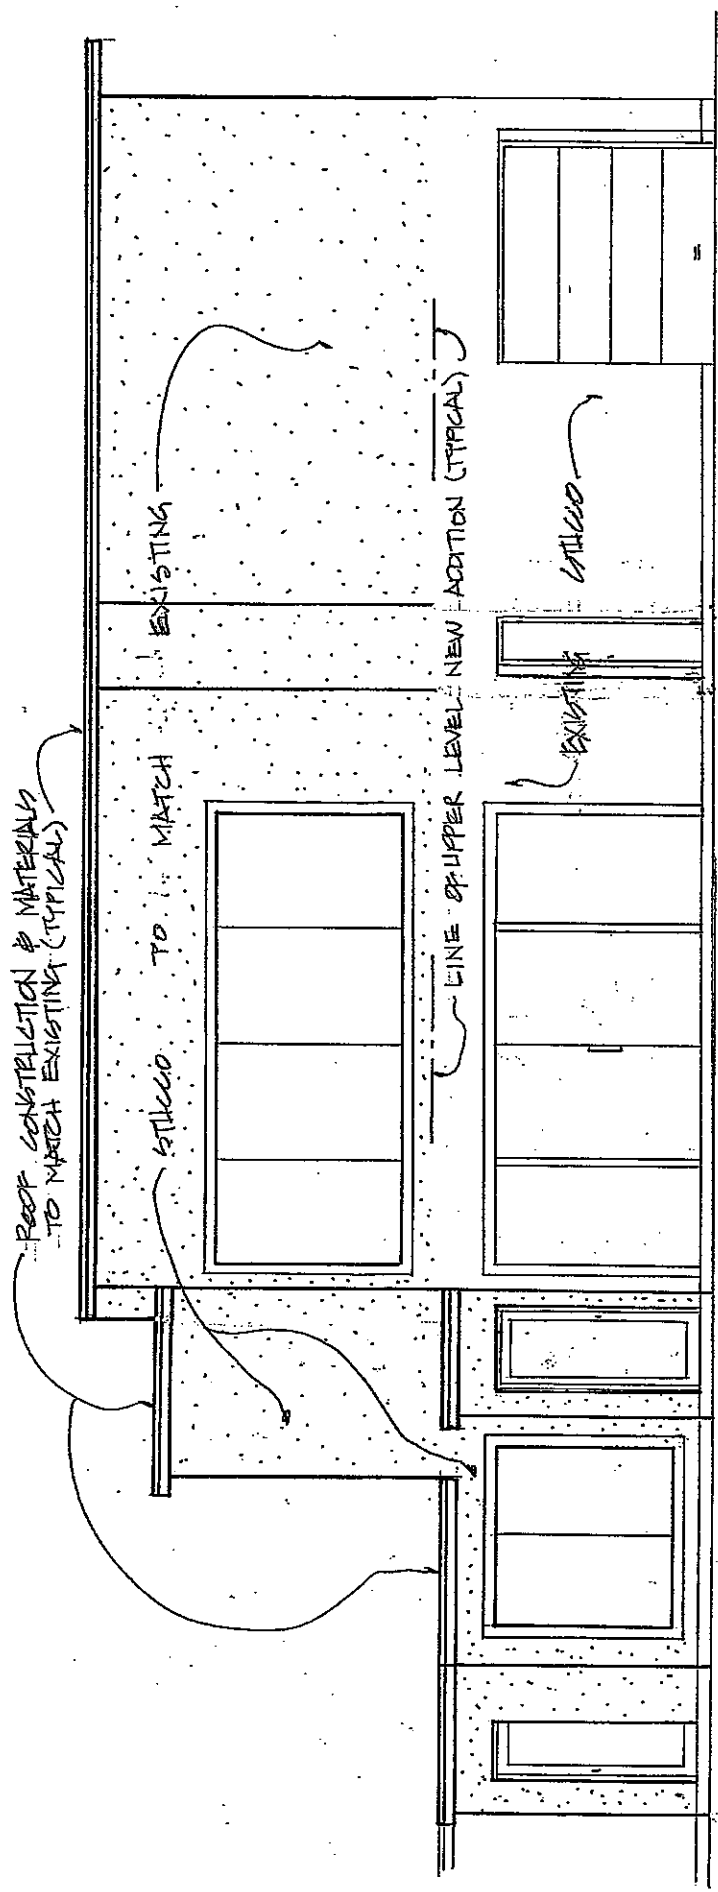 ROOF CONSTRUCTION & MATERIALS
TO MATCH EXISTING (TYPICAL)
STUCCO TO MATCH EXISTING
LINE OF UPPER LEVEL NEW ADDITION (TYPICAL)
EXISTING STUCCO